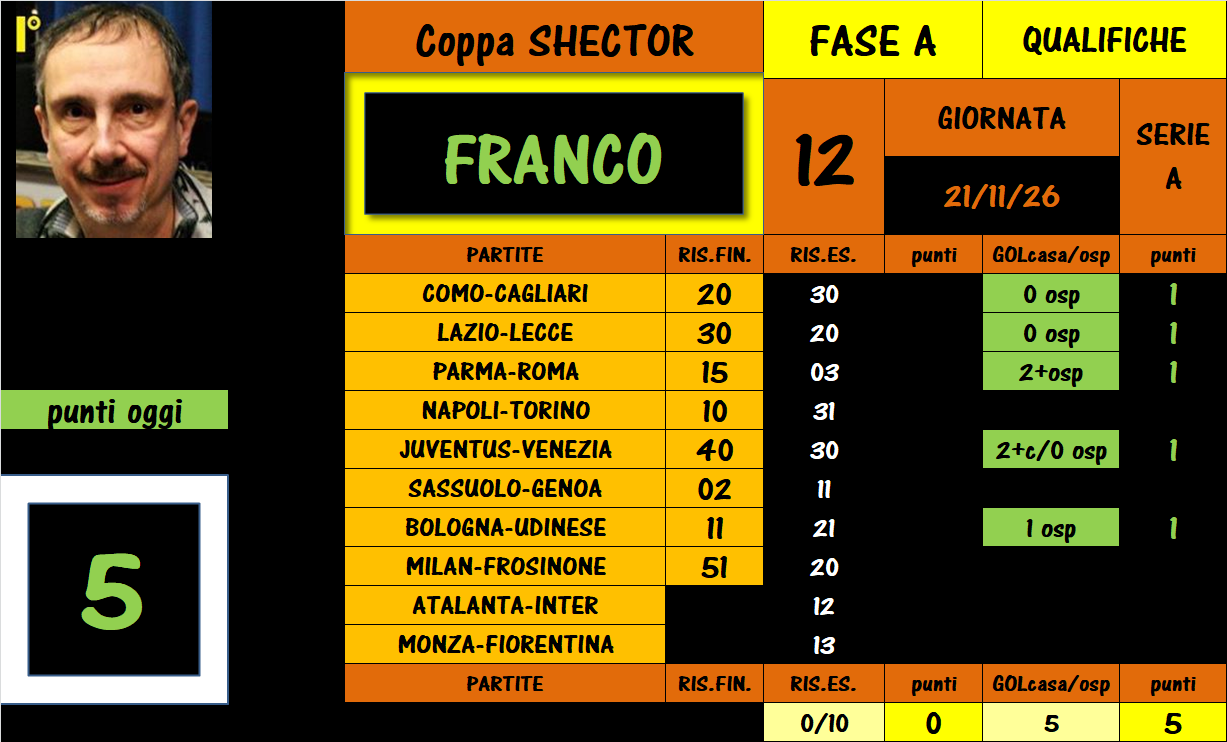 1°
Coppa SHECTOR FASE A QUALIFICHE
FRANCO 12 GIORNATA SERIE A
21/11/26
PARTITE RIS.FIN. RIS.ES. punti GOLcasa/osp punti
COMO-CAGLIARI 20 30 0 osp 1
LAZIO-LECCE 30 20 0 osp 1
PARMA-ROMA 15 03 2+osp 1
punti oggi
NAPOLI-TORINO 10 31
JUVENTUS-VENEZIA 40 30 2+c/0 osp 1
SASSUOLO-GENOA 02 11
BOLOGNA-UDINESE 11 21 1 osp 1
5
MILAN-FROSINONE 51 20
ATALANTA-INTER 12
MONZA-FIORENTINA 13
PARTITE RIS.FIN. RIS.ES. punti GOLcasa/osp punti
0/10 0 5 5